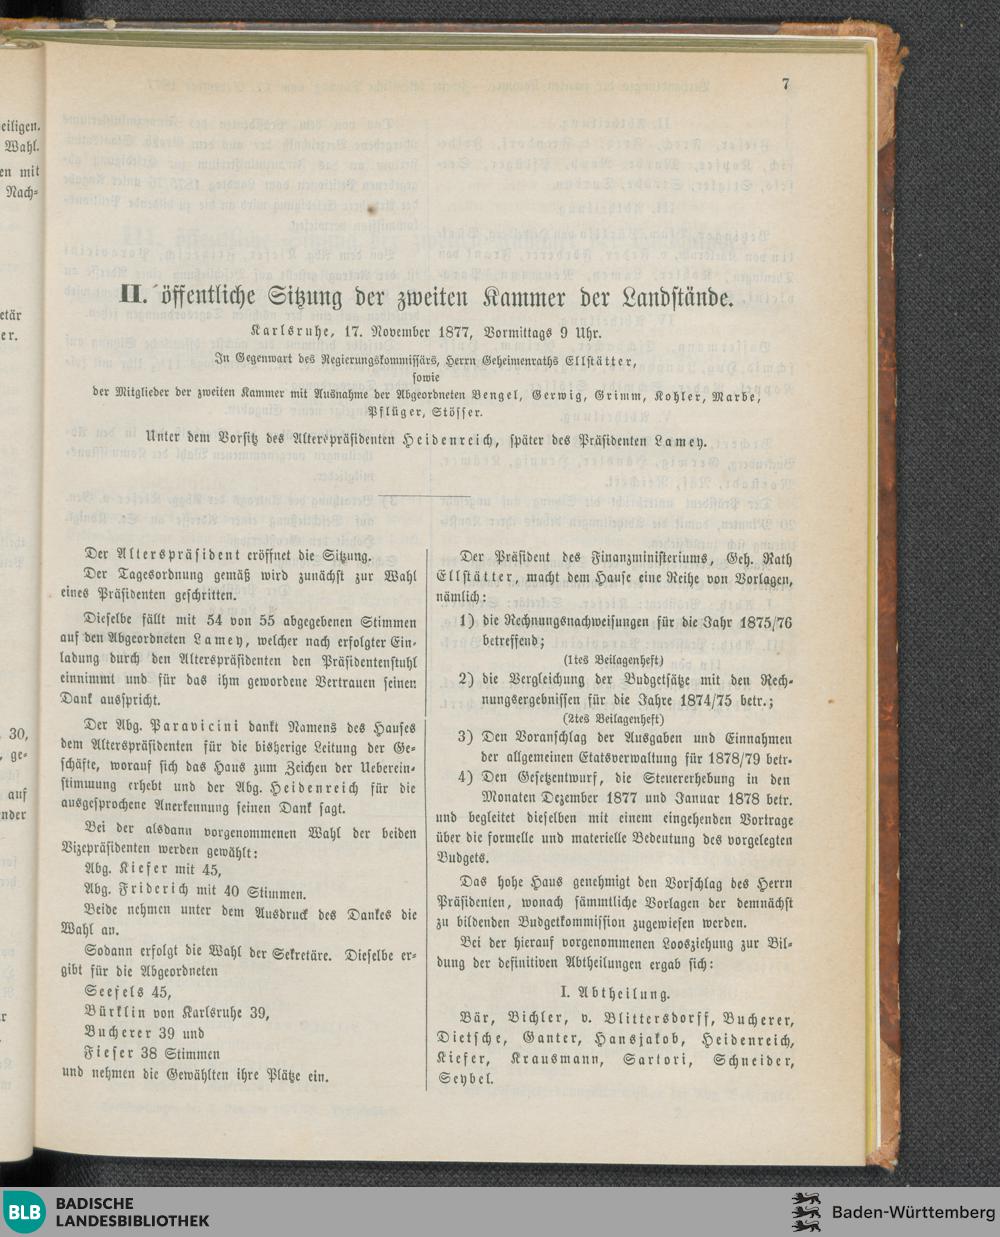 7
eiligen.
Wahl.
en mit
Nach-
etär
er.
30,
ge-
auf
nder
II. öffentliche Sitzung der zweiten Kammer der Landstände.
Karlsruhe, 17. November 1877, Vormittags 9 Uhr.
In Gegenwart des Regierungskommissärs, Herrn Geheimenraths Ellstätter,
sowie
der Mitglieder der zweiten Kammer mit Ausnahme der Abgeordneten Bengel, Gerwig, Grimm, Kohler, Marbe,
Pflüger, Stösser.
Unter dem Vorsitz des Alterspräsidenten Heidenreich, später des Präsidenten Lamey.
Der Alterspräsident eröffnet die Sitzung.
Der Tagesordnung gemäß wird zunächst zur Wahl
eines Präsidenten geschritten.
Dieselbe fällt mit 54 von 55 abgegebenen Stimmen
auf den Abgeordneten Lamey, welcher nach erfolgter Ein-
ladung durch den Alterspräsidenten den Präsidentenstuhl
einnimmt und für das ihm gewordene Vertrauen seinen
Dank ausspricht.
Der Abg. Paravicini dankt Namens des Hauses
dem Alterspräsidenten für die bisherige Leitung der Ge-
schäfte, worauf sich das Haus zum Zeichen der Ueberein-
stimmung erhebt und der Abg. Heidenreich für die
ausgesprochene Anerkennung seinen Dank sagt.
Bei der alsdann vorgenommenen Wahl der beiden
Vizepräsidenten werden gewählt:
Abg. Kiefer mit 45,
Abg. Friderich mit 40 Stimmen.
Beide nehmen unter dem Ausdruck des Dankes die
Wahl an.
Sodann erfolgt die Wahl der Sekretäre. Dieselbe er-
gibt für die Abgeordneten
Seefels 45,
Bürklin von Karlsruhe 39,
Bucherer 39 und
Fieser 38 Stimmen
und nehmen die Gewählten ihre Plätze ein.
Der Präsident des Finanzministeriums, Geh. Rath
Ellstätter, macht dem Hause eine Reihe von Vorlagen,
nämlich:
1) die Rechnungsnachweisungen für die Jahr 1875/76
betreffend;
(1tes Beilagenheft)
2) die Vergleichung der Budgetsätze mit den Rech-
nungsergebnissen für die Jahre 1874/75 betr.;
(2tes Beilagenheft)
3) Den Voranschlag der Ausgaben und Einnahmen
der allgemeinen Etatsverwaltung für 1878/79 betr.
4) Den Gesetzentwurf, die Steuererhebung in den
Monaten Dezember 1877 und Januar 1878 betr.
und begleitet dieselben mit einem eingehenden Vortrage
über die formelle und materielle Bedeutung des vorgelegten
Budgets.
Das hohe Haus genehmigt den Vorschlag des Herrn
Präsidenten, wonach sämmtliche Vorlagen der demnächst
zu bildenden Budgetkommission zugewiesen werden.
Bei der hierauf vorgenommenen Loosziehung zur Bil-
dung der definitiven Abtheilungen ergab sich:
I. Abtheilung.
Bär, Bichler, v. Blittersdorff, Bucherer,
Dietsche, Ganter, Hansjakob, Heidenreich,
Kiefer, Krausmann, Sartori, Schneider,
Seybel.
BLB BADISCHE
LANDESBIBLIOTHEK
Baden-Württemberg